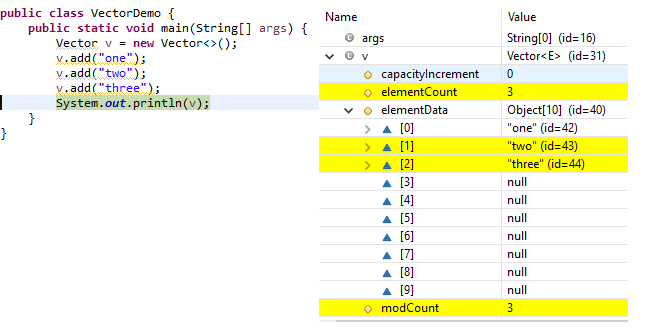 public class VectorDemo {
public static void main(String[] args) {
Vector v = new Vector<>();
v.add("one");
v.add("two");
v.add("three");
System.out.println(v);
}
}
Name Value
args String[0] (id=16)
v Vector<E> (id=31)
capacityIncrement 0
elementCount 3
elementData Object[10] (id=40)
[0] "one" (id=42)
[1] "two" (id=43)
[2] "three" (id=44)
[3] null
[4] null
[5] null
[6] null
[7] null
[8] null
[9] null
modCount 3